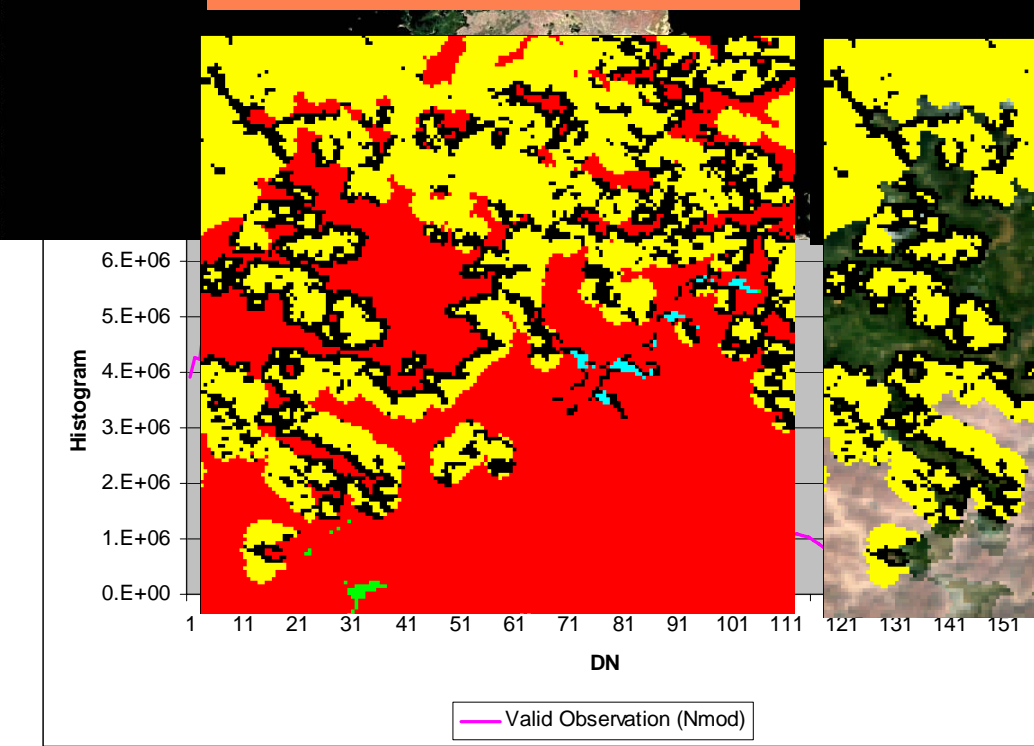 6.E+06
5.E+06
4.E+06
3.E+06
2.E+06
1.E+06
0.E+00
Histogram
1 11 21 31 41 51 61 71 81 91 101 111 121 131 141 151
DN
Valid Observation (Nmod)